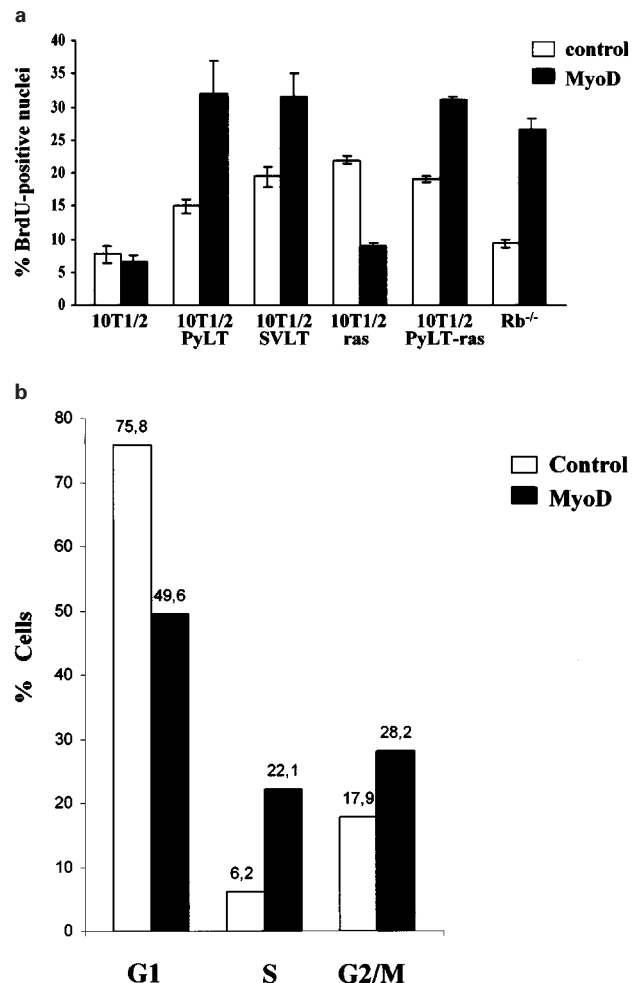 a
% BrdU-positive nuclei
40
35
30
25
20
15
10
5
0
control
MyoD
10T1/2
10T1/2 PyLT
10T1/2 SVLT
10T1/2 ras
10T1/2 PyLT-ras
Rb-/-
b
% Cells
80
70
60
50
40
30
20
10
0
75,8
49,6
6,2
22,1
17,9
28,2
Control
MyoD
G1
S
G2/M